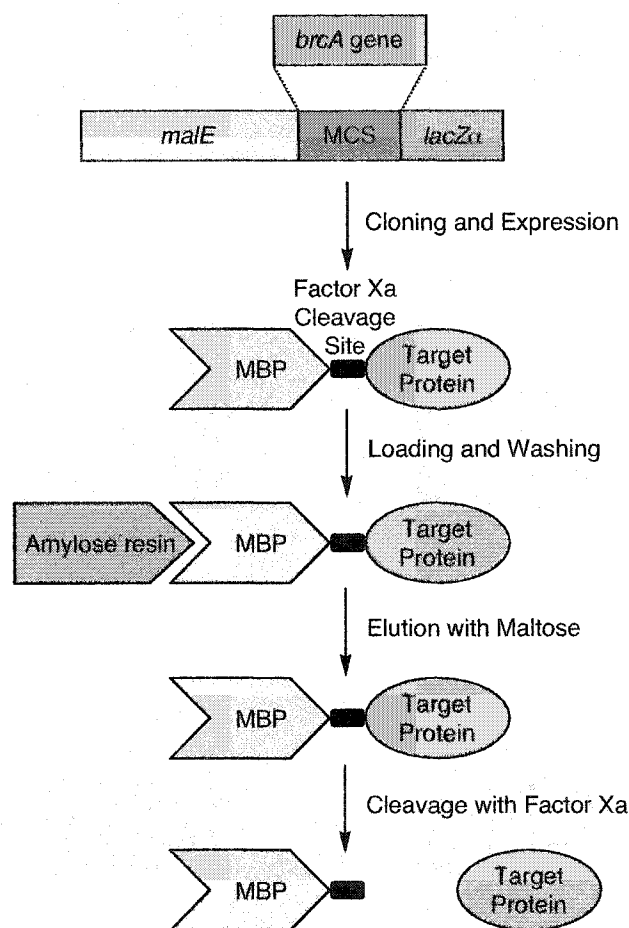 brcA gene
malE MCS lacZα
Cloning and Expression
Factor Xa
Cleavage
Site
MBP
Target
Protein
Loading and Washing
Amylose resin
MBP
Target
Protein
Elution with Maltose
MBP
Target
Protein
Cleavage with Factor Xa
MBP
Target
Protein